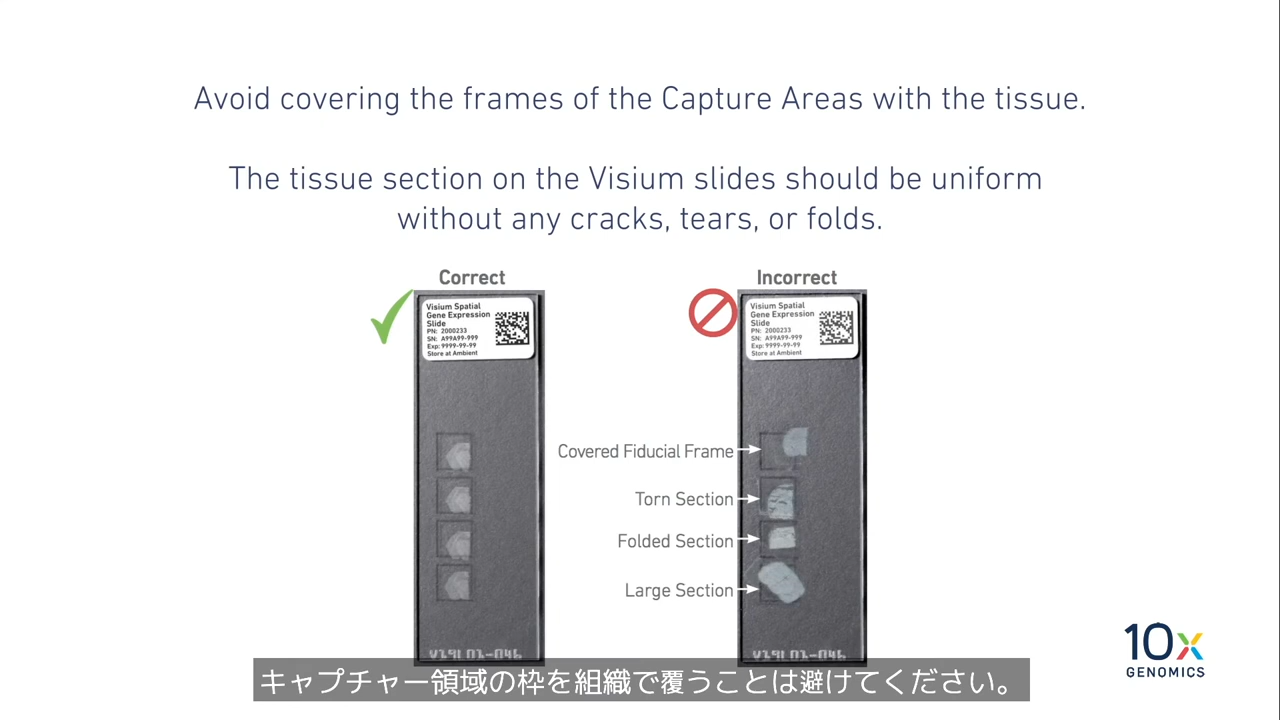 Avoid covering the frames of the Capture Areas with the tissue.
The tissue section on the Visium slides should be uniform
without any cracks, tears, or folds.
Correct
Incorrect
Visium Spatial
Gene Expression
Slide
PN: 2000233
SN: A99A99-999
Exp: 9999-99-99
Store at Ambient
Visium Spatial
Gene Expression
Slide
PN: 2000233
SN: A99A99-999
Exp: 9999-99-99
Store at Ambient
Covered Fiducial Frame
Torn Section
Folded Section
Large Section
10x
GENOMICS
キャプチャー領域の枠を組織で覆うことは避けてください。